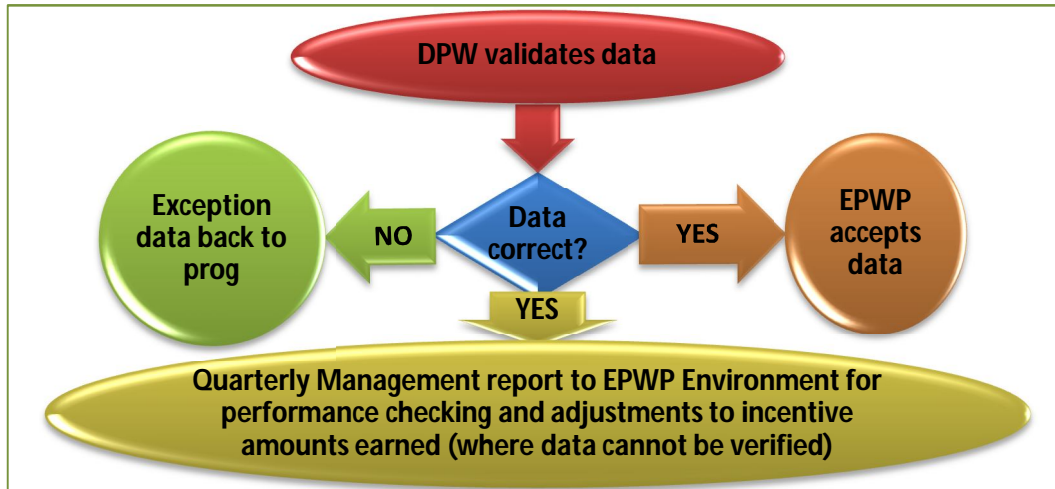 DPW validates data
Exception
data back to
prog
NO
Data
correct?
YES
EPWP
accepts
data
YES
Quarterly Management report to EPWP Environment for
performance checking and adjustments to incentive
amounts earned (where data cannot be verified)